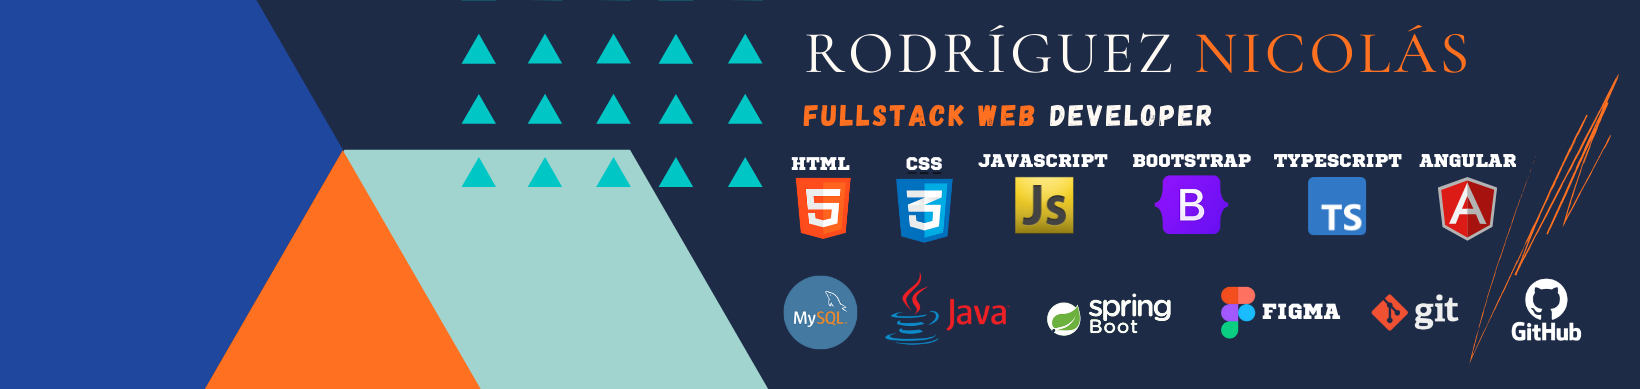 RODRÍGUEZ NICOLÁS
FULLSTACK WEB DEVELOPER
HTML CSS JAVASCRIPT BOOTSTRAP TYPESCRIPT ANGULAR
5 3 JS B TS A
MySQL Java spring Boot FIGMA git GitHub